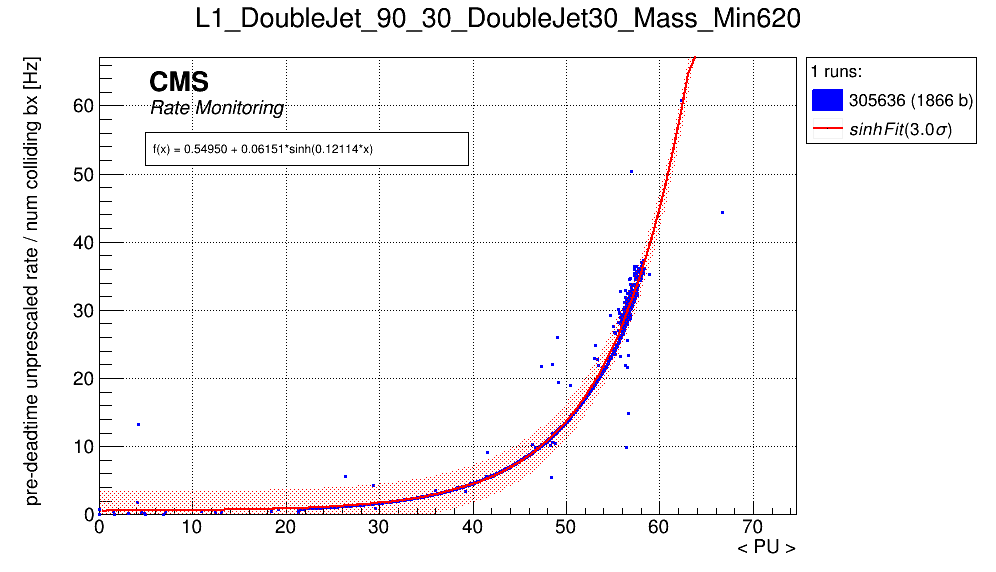 L1_DoubleJet_90_30_DoubleJet30_Mass_Min620
pre-deadtime unprescaled rate / num colliding bx [Hz]
CMS
Rate Monitoring
f(x) = 0.54950 + 0.06151*sinh(0.12114*x)
1 runs:
305636 (1866 b)
sinhFit(3.0σ)
60
50
40
30
20
10
0
0 10 20 30 40 50 60 70
< PU >